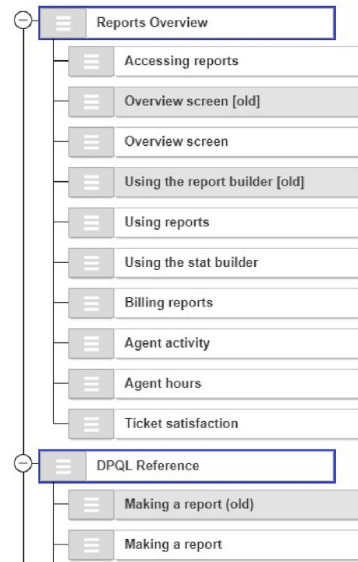 Reports Overview
Accessing reports
Overview screen [old]
Overview screen
Using the report builder [old]
Using reports
Using the stat builder
Billing reports
Agent activity
Agent hours
Ticket satisfaction
DPQL Reference
Making a report (old)
Making a report